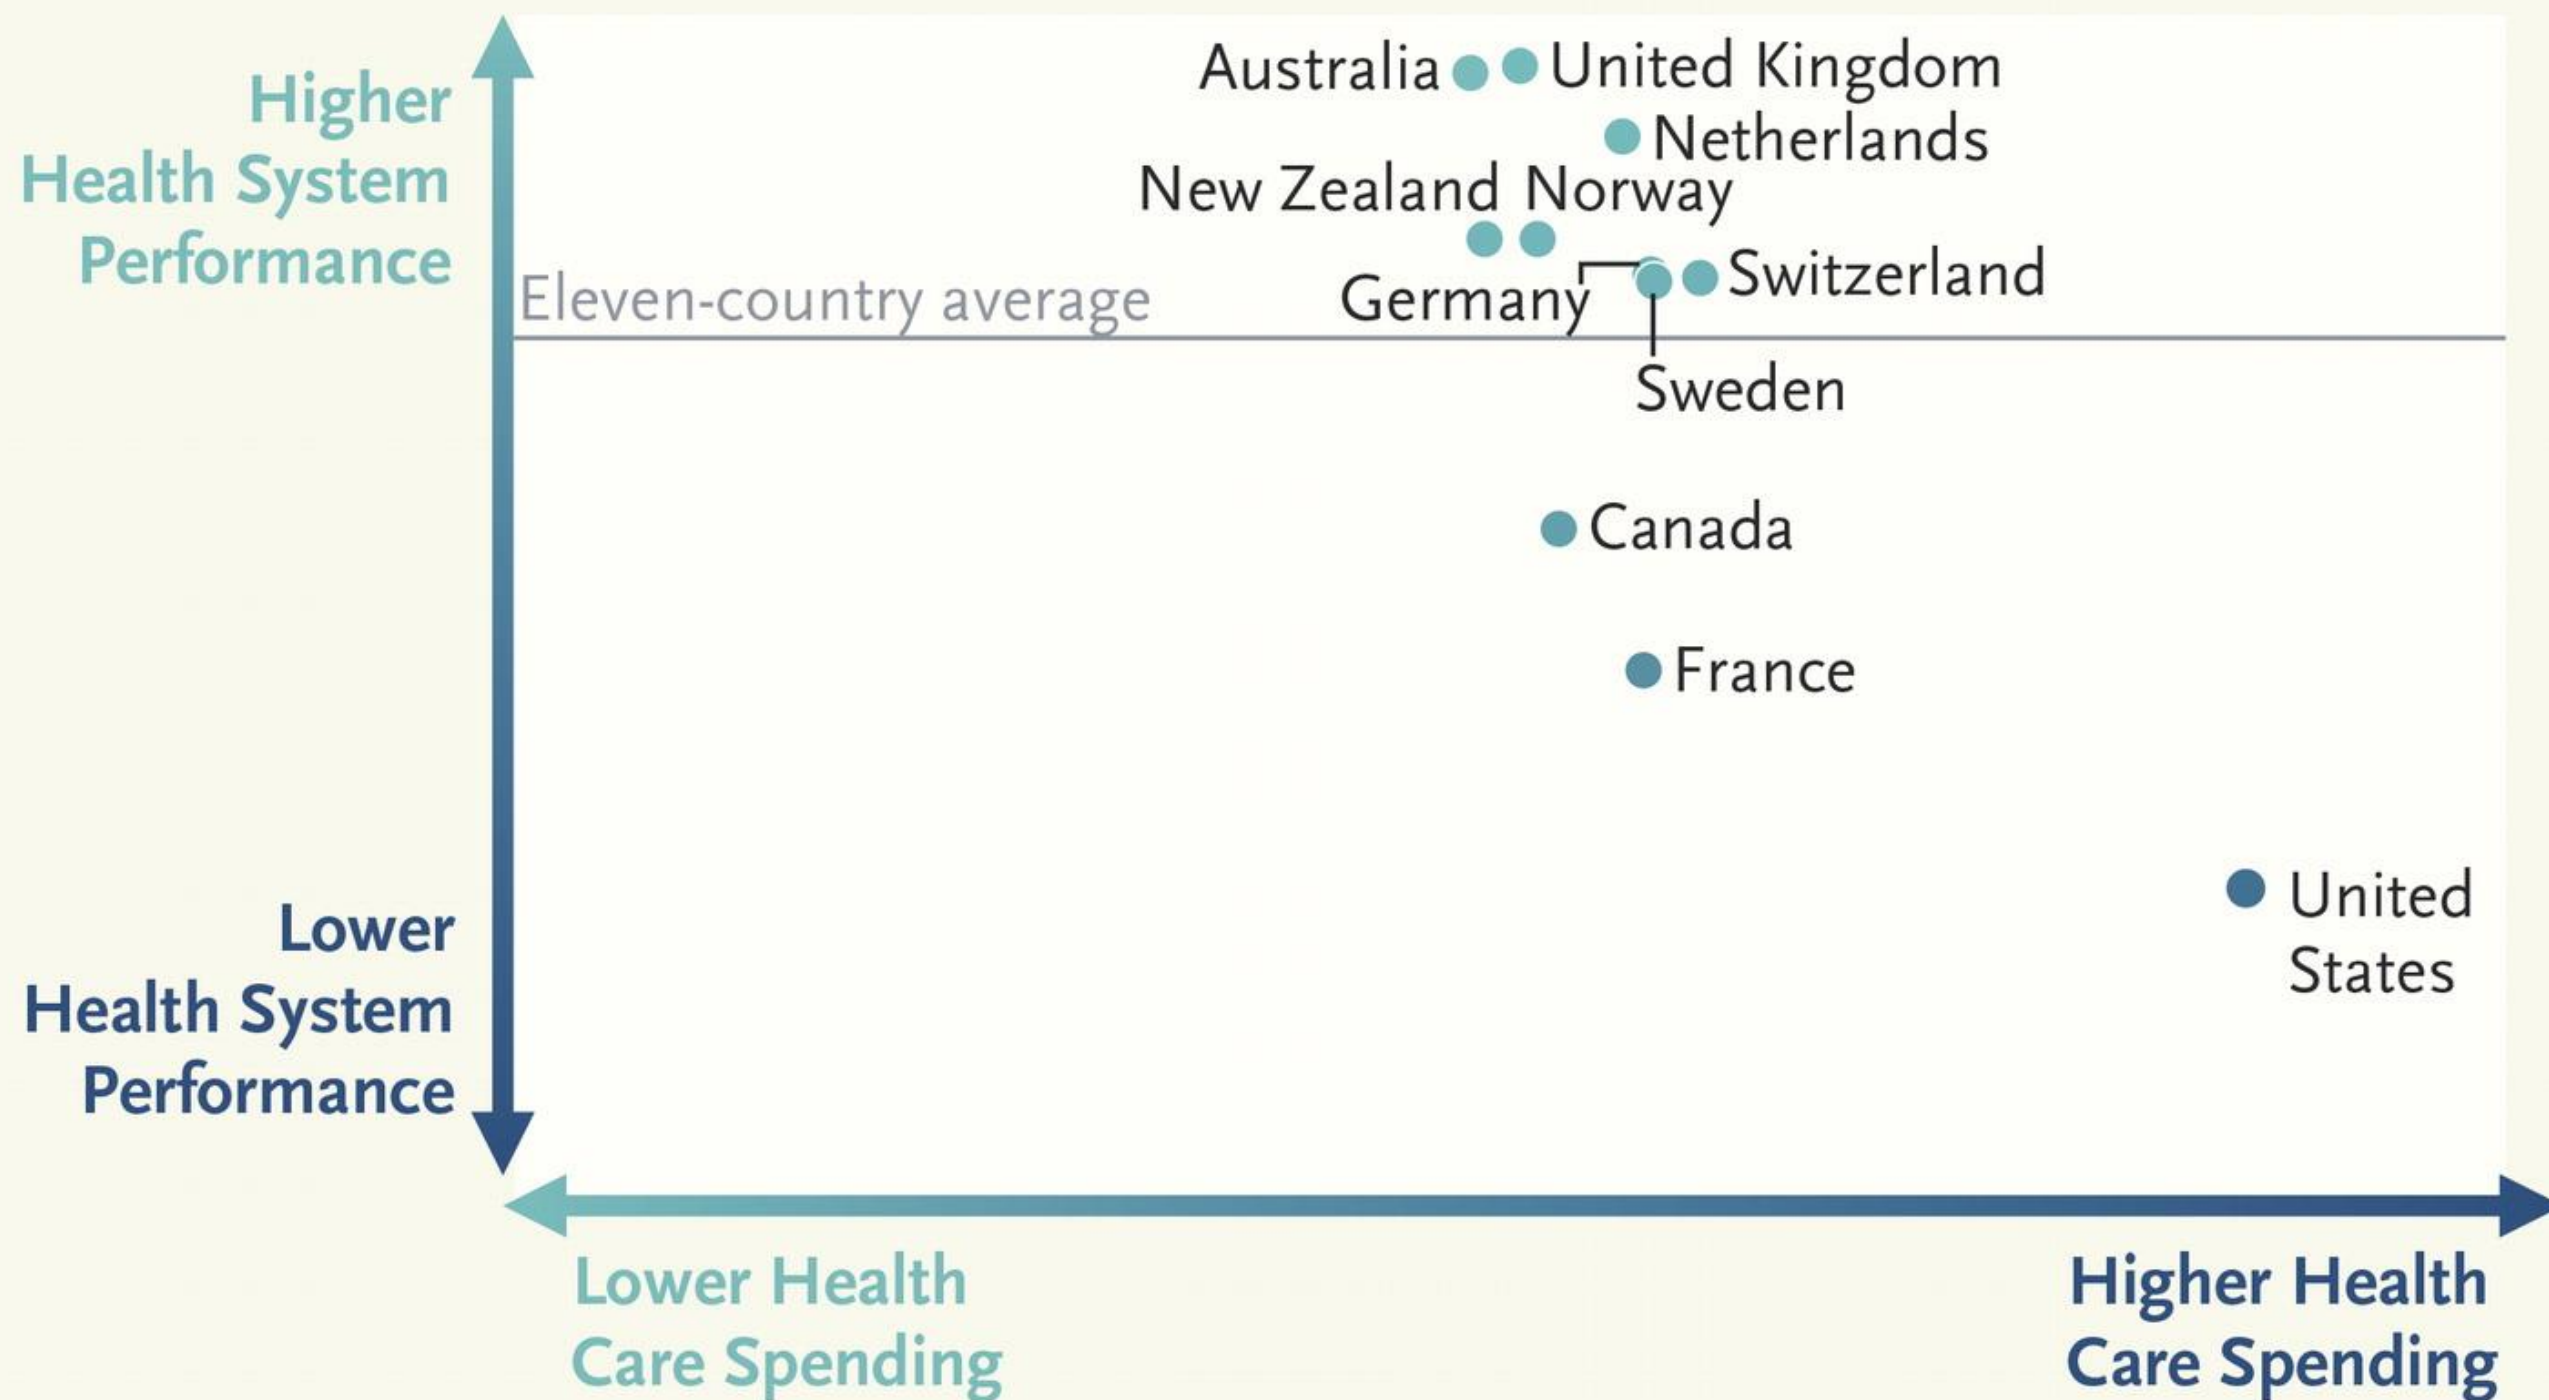 Higher
Health System
Performance
Australia
United Kingdom
Netherlands
New Zealand
Norway
Eleven-country average
Germany
Switzerland
Sweden
Canada
France
United
States
Lower
Health System
Performance
Lower Health
Care Spending
Higher Health
Care Spending